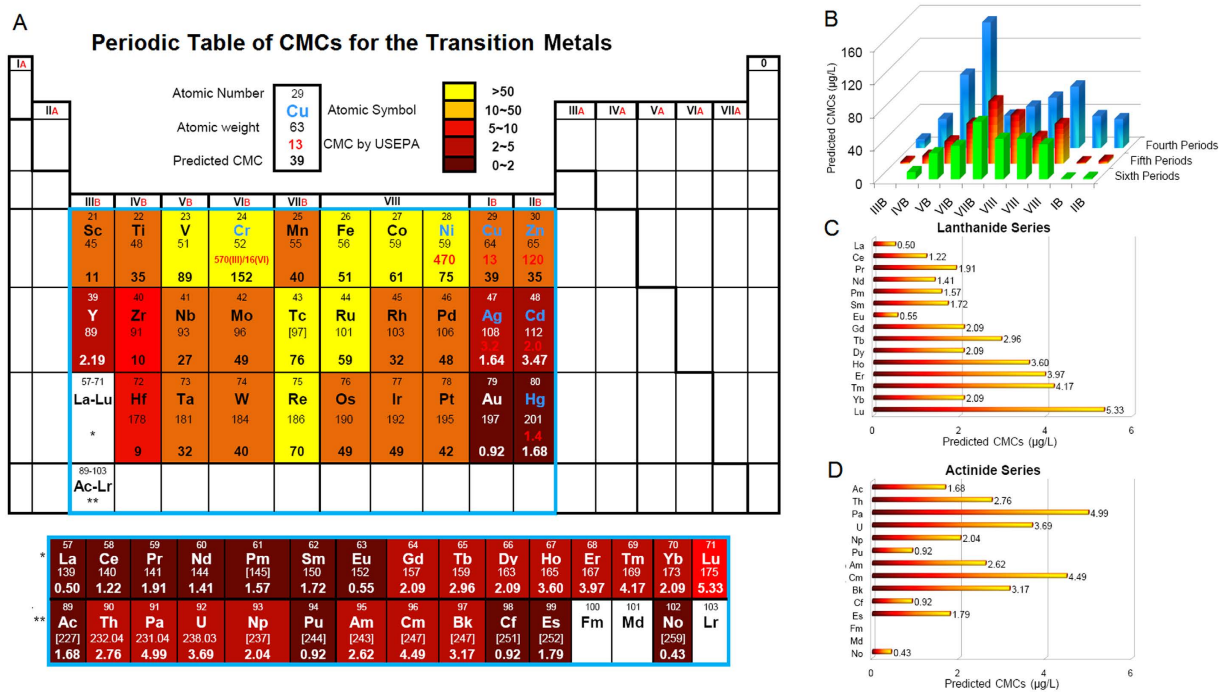 A
Periodic Table of CMCs for the Transition Metals
IA
0
IIA
IIIA IVA VA VIA VIIA
Atomic Number
29
Cu
Atomic Symbol
Atomic weight
63
13
CMC by USEPA
Predicted CMC
39
>50
10~50
5~10
2~5
0~2
IIIB IVB VB VIB VIIB VIII IB IIB
21 22 23 24 25 26 27 28 29 30
Sc Ti V Cr Mn Fe Co Ni Cu Zn
45 48 51 52 55 56 59 59 64 65
570(III)/16(VI) 470 13 120
11 35 89 152 40 51 61 75 39 35
39 40 41 42 43 44 45 46 47 48
Y Zr Nb Mo Tc Ru Rh Pd Ag Cd
89 91 93 96 [97] 101 103 106 108 112
3.2 2.0
2.19 10 27 49 76 59 32 48 1.64 3.47
57-71 72 73 74 75 76 77 78 79 80
La-Lu Hf Ta W Re Os Ir Pt Au Hg
178 181 184 186 190 192 195 197 201
* 1.4
9 32 40 70 49 49 42 0.92 1.68
89-103
Ac-Lr
**
*
57 58 59 60 61 62 63 64 65 66 67 68 69 70 71
La Ce Pr Nd Pm Sm Eu Gd Tb Dv Ho Er Tm Yb Lu
139 140 141 144 [145] 150 152 157 159 163 165 167 169 173 175
0.50 1.22 1.91 1.41 1.57 1.72 0.55 2.09 2.96 2.09 3.60 3.97 4.17 2.09 5.33
**
89 90 91 92 93 94 95 96 97 98 99 100 101 102 103
Ac Th Pa U Np Pu Am Cm Bk Cf Es Fm Md No Lr
[227] 232.04 231.04 238.03 [237] [244] [243] [247] [247] [251] [252] [259]
1.68 2.76 4.99 3.69 2.04 0.92 2.62 4.49 3.17 0.92 1.79 0.43
B
Predicted CMCs (µg/L)
160
120
80
40
0
Fourth Periods
Fifth Periods
Sixth Periods
IIIB IVB VB VIB VIIB VIII VIII VIII IB IIB
C
Lanthanide Series
La 0.50
Ce 1.22
Pr 1.91
Nd 1.41
Pm 1.57
Sm 1.72
Eu 0.55
Gd 2.09
Tb 2.96
Dy 2.09
Ho 3.60
Er 3.97
Tm 4.17
Yb 2.09
Lu 5.33
0 2 4 6
Predicted CMCs (µg/L)
D
Actinide Series
Ac 1.68
Th 2.76
Pa 4.99
U 3.69
Np 2.04
Pu 0.92
Am 2.62
Cm 4.49
Bk 3.17
Cf 0.92
Es 1.79
Fm
Md
No 0.43
0 2 4 6
Predicted CMCs (µg/L)